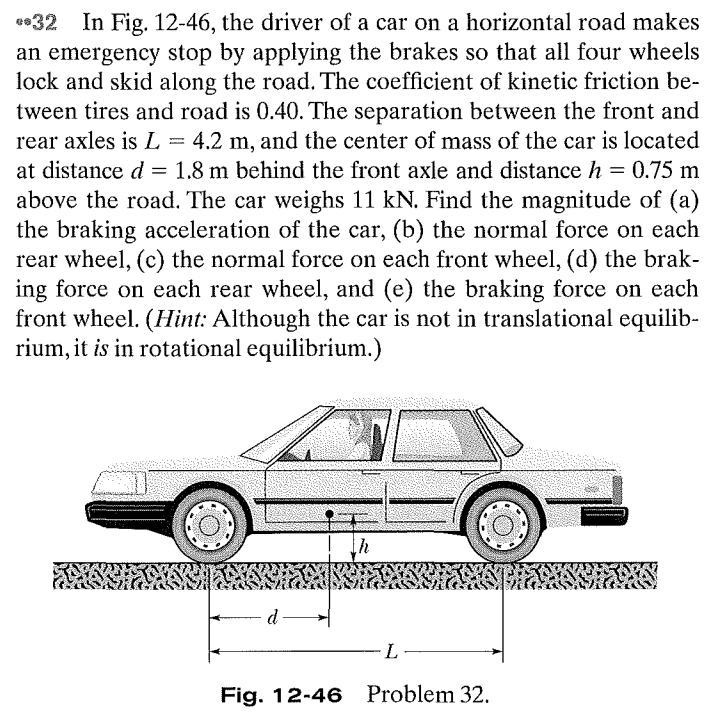 ••32 In Fig. 12-46, the driver of a car on a horizontal road makes
an emergency stop by applying the brakes so that all four wheels
lock and skid along the road. The coefficient of kinetic friction be-
tween tires and road is 0.40. The separation between the front and
rear axles is L = 4.2 m, and the center of mass of the car is located
at distance d = 1.8 m behind the front axle and distance h = 0.75 m
above the road. The car weighs 11 kN. Find the magnitude of (a)
the braking acceleration of the car, (b) the normal force on each
rear wheel, (c) the normal force on each front wheel, (d) the brak-
ing force on each rear wheel, and (e) the braking force on each
front wheel. (Hint: Although the car is not in translational equilib-
rium, it is in rotational equilibrium.)
h
d
L
Fig. 12-46 Problem 32.